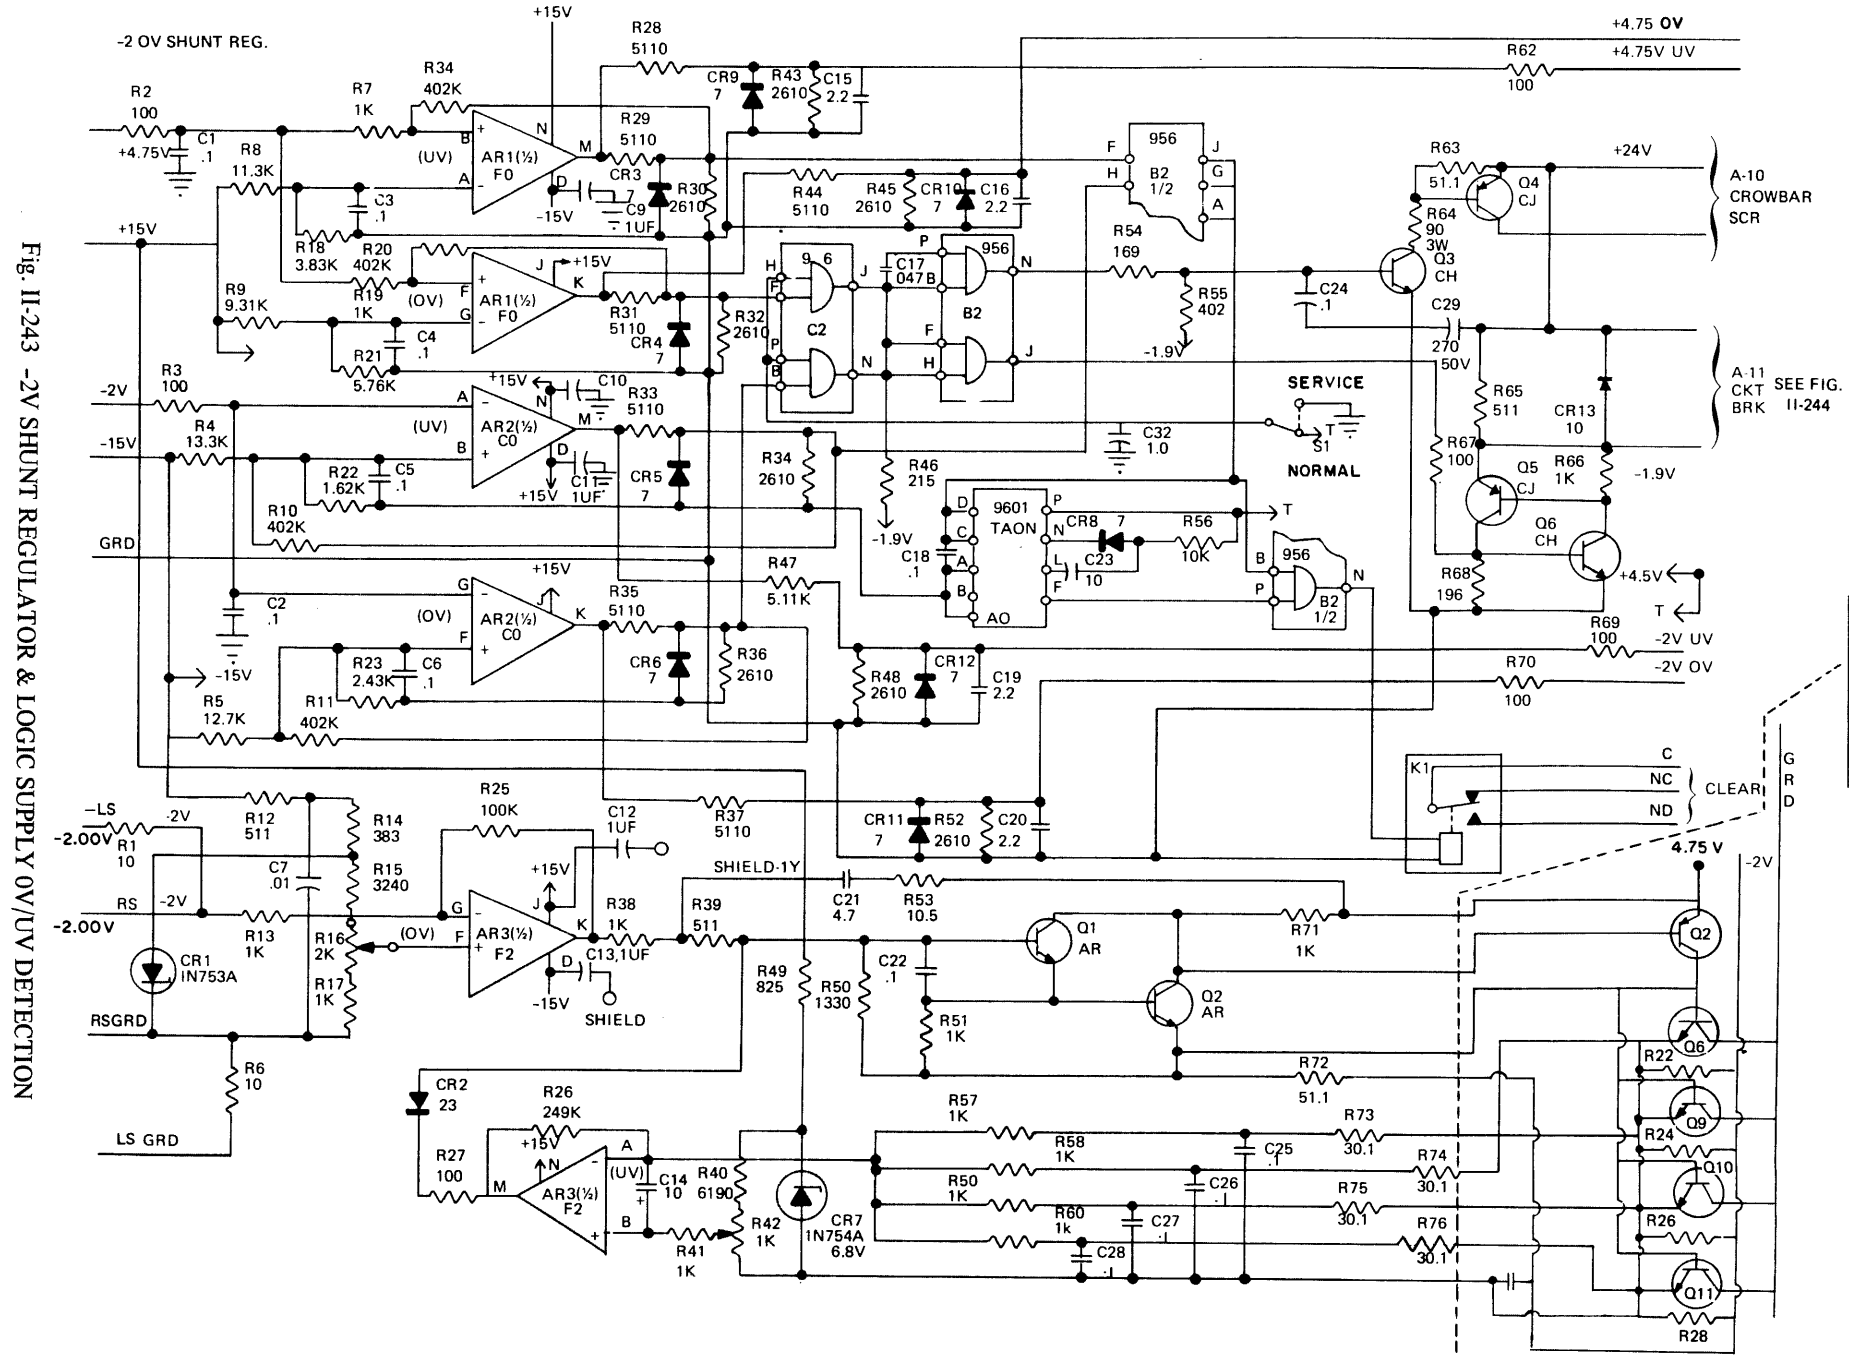 -2 OV SHUNT REG.
+15V
R28
5110
+4.75 OV
+4.75V UV
R62
100
R2
100
R7
1K
R34
402K
CR9
7
R43
2610
C15
2.2
+4.75V
C1
.1
R8
11.3K
(UV)
B
+
A
-
N
AR1(½)
F0
M
D
-15V
R29
5110
CR3
7
C9
1UF
R30
2610
C3
.1
R18
3.83K
R20
402K
R44
5110
R45
2610
CR10
7
C16
2.2
F
H
956
B2
1/2
J
G
A
R63
51.1
Q4
CJ
R64
90
3W
+24V
A-10
CROWBAR
SCR
+15V
R9
9.31K
R19
1K
(OV)
F
+
G
-
J
+15V
AR1(½)
F0
K
R31
5110
CR4
7
R32
2610
C4
.1
R21
5.76K
H
F
9 6
J
C2
P
B
N
C17
047
P
B
956
N
B2
F
H
J
R54
169
R55
402
-1.9V
C24
.1
Q3
CH
C29
270
50V
A-11
CKT
BRK
SEE FIG.
II-244
R3
100
-2V
R4
13.3K
-15V
(UV)
A
-
B
+
+15V
N
C10
AR2(½)
C0
M
D
C11
1UF
+15V
R33
5110
CR5
7
R34
2610
R22
1.62K
C5
.1
R10
402K
GRD
R46
215
-1.9V
C32
1.0
SERVICE
T
S1
NORMAL
R65
511
CR13
10
R67
100
Q5
CJ
R66
1K
-1.9V
Q6
CH
R68
196
+4.5V
T
D
C
A
B
C18
.1
9601
TAON
AO
P
N
L
F
CR8
7
C23
10
R56
10K
T
B
P
956
N
B2
1/2
R47
5.11K
C2
.1
-15V
(OV)
G
-
F
+
+15V
J
AR2(½)
C0
K
R35
5110
CR6
7
R36
2610
R23
2.43K
C6
.1
R5
12.7K
R11
402K
R48
2610
CR12
7
C19
2.2
R69
100
-2V UV
-2V OV
R70
100
K1
C
NC
ND
CLEAR
G
R
D
-LS
-2.00V
-2V
R1
10
R12
511
R14
383
C7
.01
R15
3240
R25
100K
C12
1UF
R37
5110
CR11
7
R52
2610
C20
2.2
4.75 V
-2V
RS
-2.00V
-2V
R13
1K
R16
2K
R17
1K
CR1
IN753A
RSGRD
(OV)
G
-
F
+
+15V
J
AR3(½)
F2
K
D
-15V
C13,1UF
SHIELD
R38
1K
R39
511
SHIELD-1Y
C21
4.7
R53
10.5
Q1
AR
R71
1K
Q2
C22
.1
R49
825
R50
1330
R51
1K
Q2
AR
Q6
R6
10
LS GRD
CR2
23
R26
249K
+15V
N
A
-
(UV)
B
+
AR3(½)
F2
M
R27
100
C14
10
+
R40
6190
R41
1K
R42
1K
CR7
1N754A
6.8V
R72
51.1
R57
1K
R58
1K
R50
1K
R60
1k
C25
.1
C26
.1
C27
.1
C28
.1
R73
30.1
R74
30.1
R75
30.1
R76
30.1
R22
Q9
R24
Q10
R26
Q11
R28
Fig. II-243 -2V SHUNT REGULATOR & LOGIC SUPPLY 0V/UV DETECTION